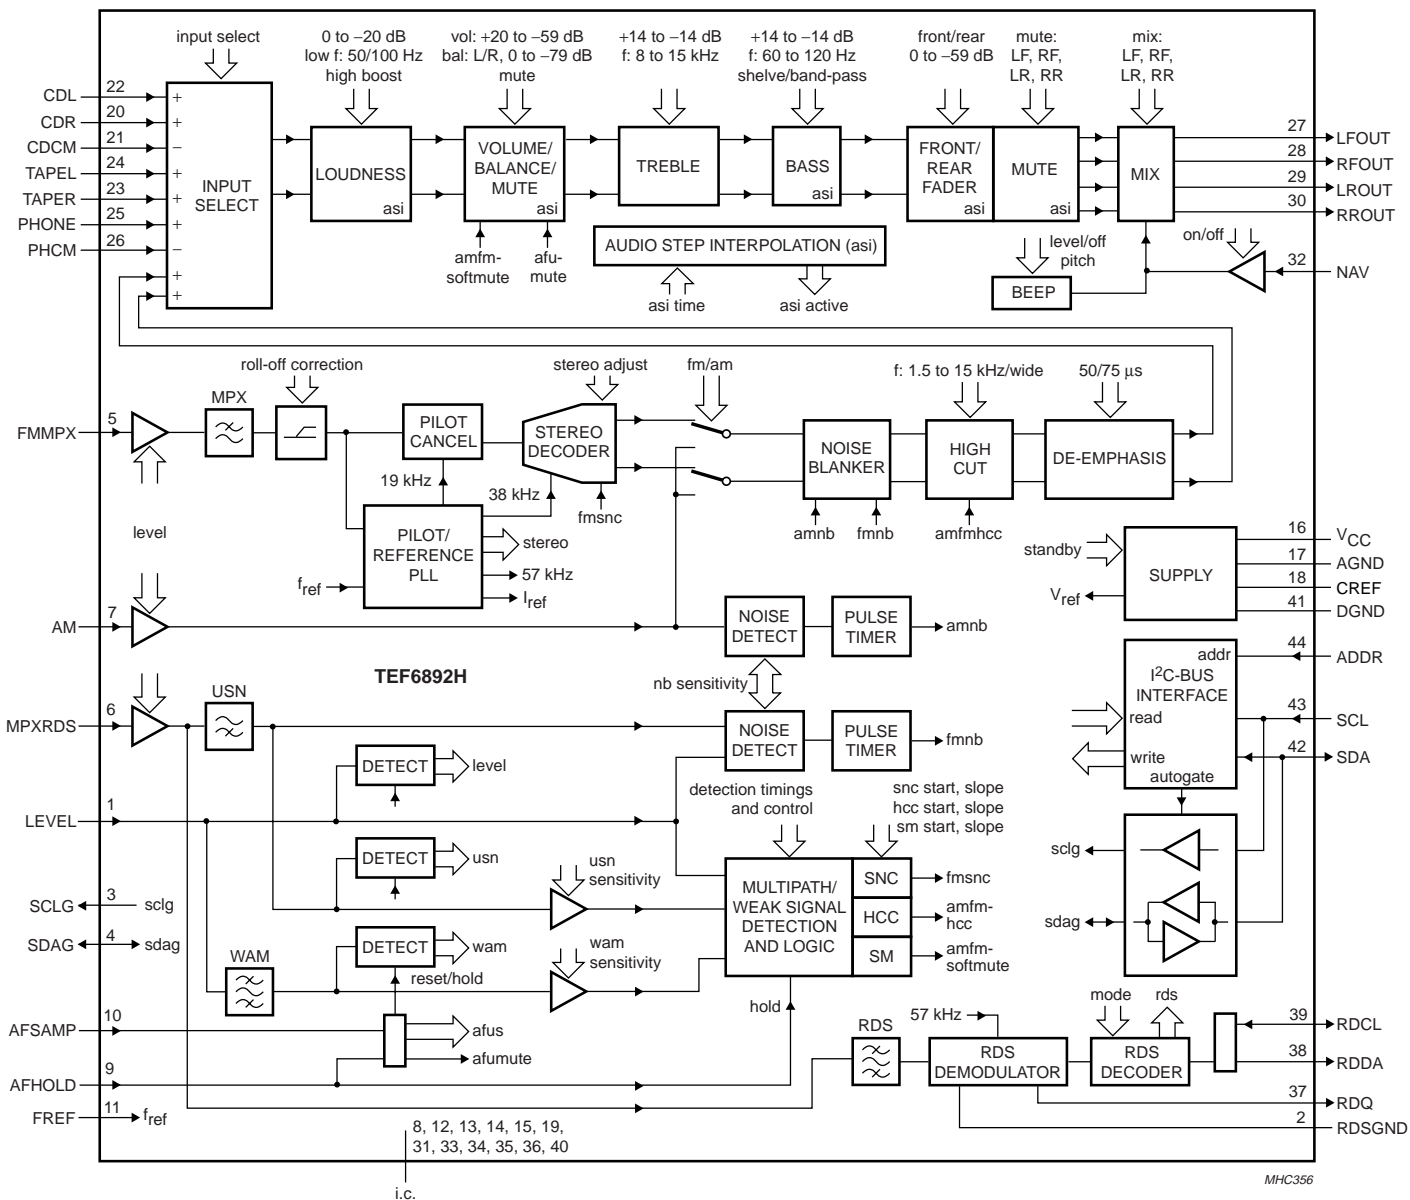 input select
0 to −20 dB
low f: 50/100 Hz
high boost
vol: +20 to −59 dB
bal: L/R, 0 to −79 dB
mute
+14 to −14 dB
f: 8 to 15 kHz
+14 to −14 dB
f: 60 to 120 Hz
shelve/band-pass
front/rear
0 to −59 dB
mute:
LF, RF,
LR, RR
mix:
LF, RF,
LR, RR
CDL 22 +
CDR 20 +
CDCM 21 −
TAPEL 24 +
TAPER 23 +
PHONE 25 +
PHCM 26 −
+
+
INPUT
SELECT
LOUDNESS
asi
VOLUME/
BALANCE/
MUTE
asi
TREBLE
BASS
asi
FRONT/
REAR
FADER
asi
MUTE
asi
MIX
27 LFOUT
28 RFOUT
29 LROUT
30 RROUT
amfm-
softmute
afu-
mute
AUDIO STEP INTERPOLATION (asi)
asi time
asi active
level/off
pitch
BEEP
on/off
32 NAV
roll-off correction
stereo adjust
fm/am
f: 1.5 to 15 kHz/wide
50/75 µs
FMMPX 5
MPX
PILOT
CANCEL
STEREO
DECODER
NOISE
BLANKER
HIGH
CUT
DE-EMPHASIS
19 kHz
38 kHz
fmsnc
amnb
fmnb
amfmhcc
level
PILOT/
REFERENCE
PLL
stereo
57 kHz
Iref
fref
standby
SUPPLY
Vref
16 VCC
17 AGND
18 CREF
41 DGND
AM 7
NOISE
DETECT
PULSE
TIMER
amnb
TEF6892H
nb sensitivity
addr
I2C-BUS
INTERFACE
read
write
autogate
44 ADDR
43 SCL
42 SDA
MPXRDS 6
USN
NOISE
DETECT
PULSE
TIMER
fmnb
DETECT
level
detection timings
and control
snc start, slope
hcc start, slope
sm start, slope
LEVEL 1
DETECT
usn
usn
sensitivity
MULTIPATH/
WEAK SIGNAL
DETECTION
AND LOGIC
SNC
HCC
SM
fmsnc
amfm-
hcc
amfm-
softmute
sclg
sdag
SCLG 3 sclg
SDAG 4 sdag
WAM
DETECT
wam
reset/hold
wam
sensitivity
hold
AFSAMP 10
afus
afumute
AFHOLD 9
FREF 11 fref
RDS
57 kHz
RDS
DEMODULATOR
mode
rds
RDS
DECODER
39 RDCL
38 RDDA
37 RDQ
2 RDSGND
8, 12, 13, 14, 15, 19,
31, 33, 34, 35, 36, 40
i.c.
MHC356